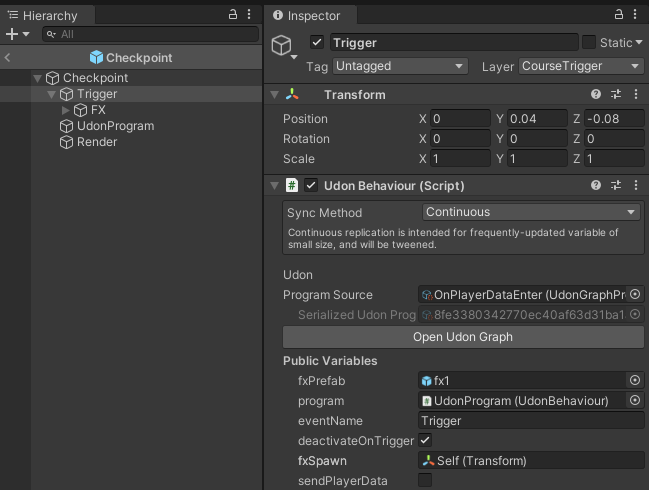 Hierarchy
All
Checkpoint
Checkpoint
Trigger
FX
UdonProgram
Render
Inspector
Trigger
Static
Tag Untagged Layer CourseTrigger
Transform
Position X 0 Y 0.04 Z -0.08
Rotation X 0 Y 0 Z 0
Scale X 1 Y 1 Z 1
# Udon Behaviour (Script)
Sync Method Continuous
Continuous replication is intended for frequently-updated variable of
small size, and will be tweened.
Udon
Program Source OnPlayerDataEnter (UdonGraphPr
Serialized Udon Prog 8fe3380342770ec40af63d31ba1
Open Udon Graph
Public Variables
fxPrefab fx1
program # UdonProgram (UdonBehaviour)
eventName Trigger
deactivateOnTrigger
fxSpawn Self (Transform)
sendPlayerData